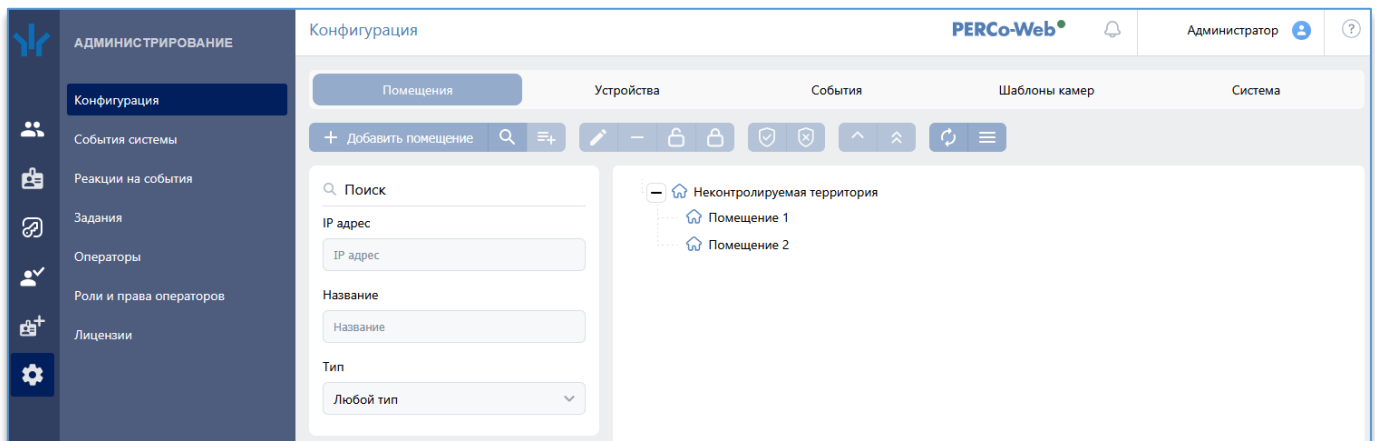 АДМИНИСТРИРОВАНИЕ
Конфигурация
События системы
Реакции на события
Задания
Операторы
Роли и права операторов
Лицензии
Конфигурация
PERCo-Web
Администратор
?
Помещения
Устройства
События
Шаблоны камер
Система
+ Добавить помещение
Поиск
IP адрес
IP адрес
Название
Название
Тип
Любой тип
Неконтролируемая территория
Помещение 1
Помещение 2